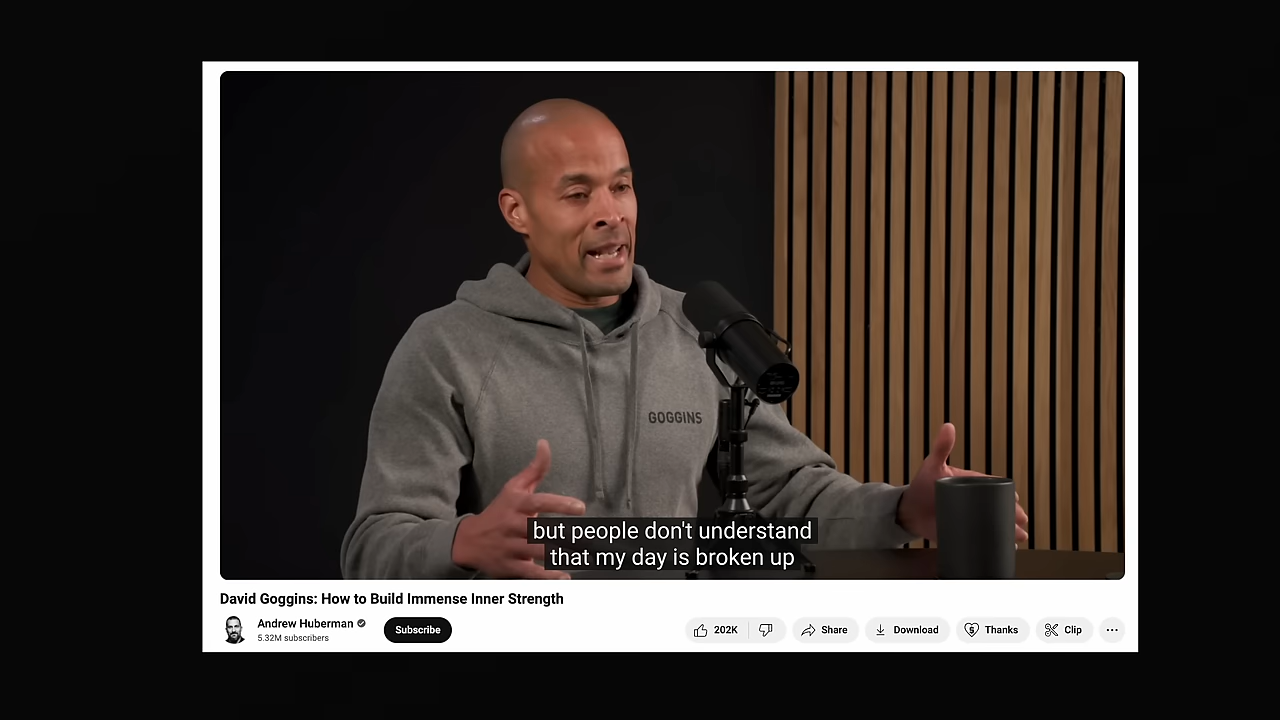 GOGGINS
but people don't understand
that my day is broken up
David Goggins: How to Build Immense Inner Strength
Andrew Huberman
5.32M subscribers
Subscribe
202K
Share
Download
Thanks
Clip